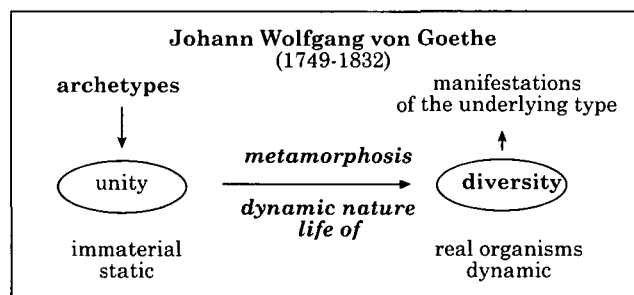 Johann Wolfgang von Goethe
(1749-1832)
archetypes
unity
immaterial
static
metamorphosis
dynamic nature
life of
manifestations
of the underlying type
diversity
real organisms
dynamic